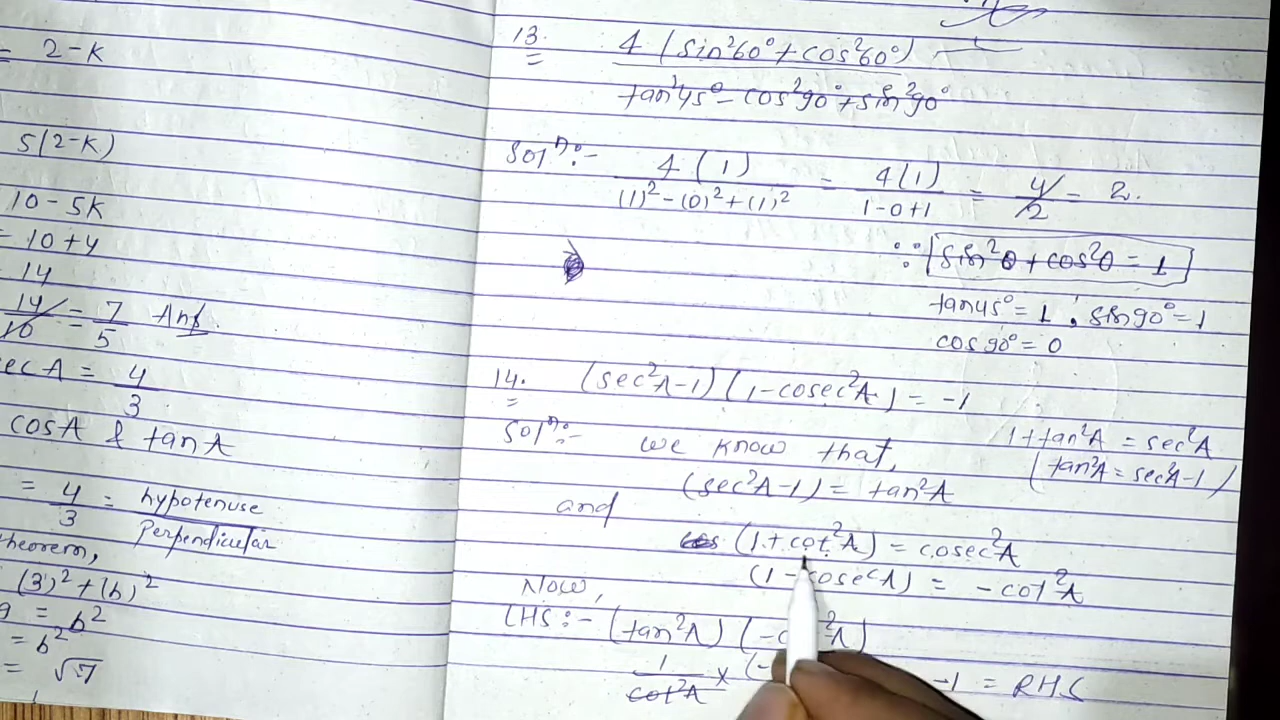 = 2-K
5(2-K)
10-5K
= 10+4
14
14/10 = 7/5 Ans.
ecA = 4/3
cosA & tanA
= 4/3 = hypotenuse/Perpendicular
theorem,
(3)² + (b)²
9 = b²
= b²
= √7
13. 4(sin²60°+cos²60°)
tan²45°-cos²90°+sin²90°
Solⁿ:- 4(1)/(1)²-(0)²+(1)² = 4(1)/1-0+1 = 4/2 = 2.
∵ sin²θ+cos²θ=1
tan45°=1, sin90°=1
cos90°=0
14. (sec²A-1)(1-cosec²A)=-1
Solⁿ:- we know that, 1+tan²A = sec²A
(sec²A-1) = tan²A (tan²A = sec²A-1)
and
(1+cot²A) = cosec²A
(1-cosec²A) = -cot²A
Now,
LHS:- (tan²A)(-c ²A)
1/cot²A × (- -1 = RHS